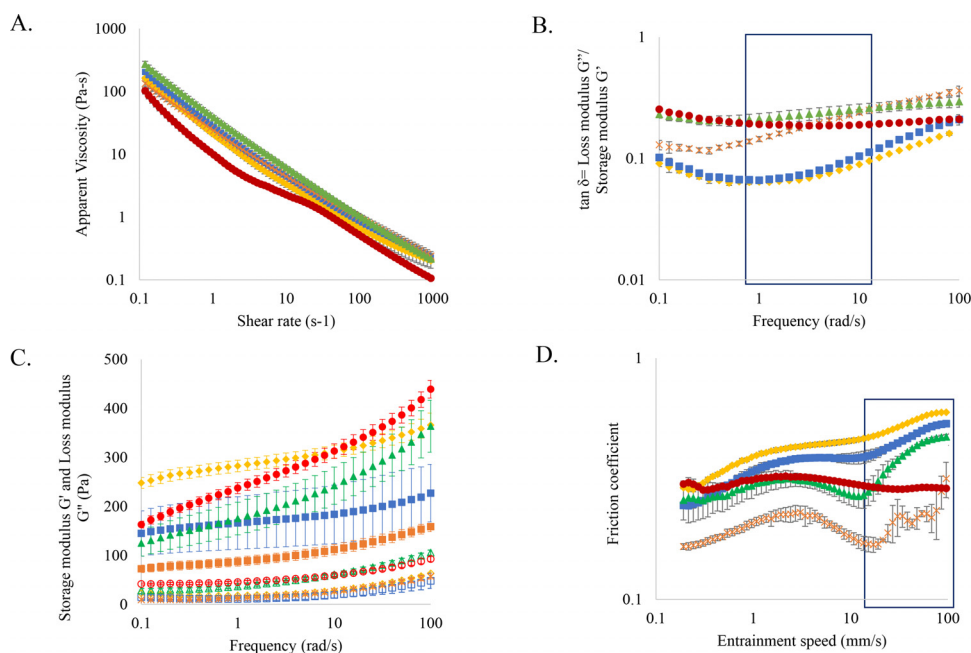 A.
1000
100
10
1
0.1
Apparent Viscosity (Pa-s)
0.1 1 10 100 1000
Shear rate (s-1)
B.
1
0.1
0.01
tan δ= Loss modulus G”/
Storage modulus G’
0.1 1 10 100
Frequency (rad/s)
C.
500
400
300
200
100
0
Storage modulus G' and Loss modulus
G" (Pa)
0.1 1 10 100
Frequency (rad/s)
D.
1
0.1
Friction coefficient
0.1 1 10 100
Entrainment speed (mm/s)